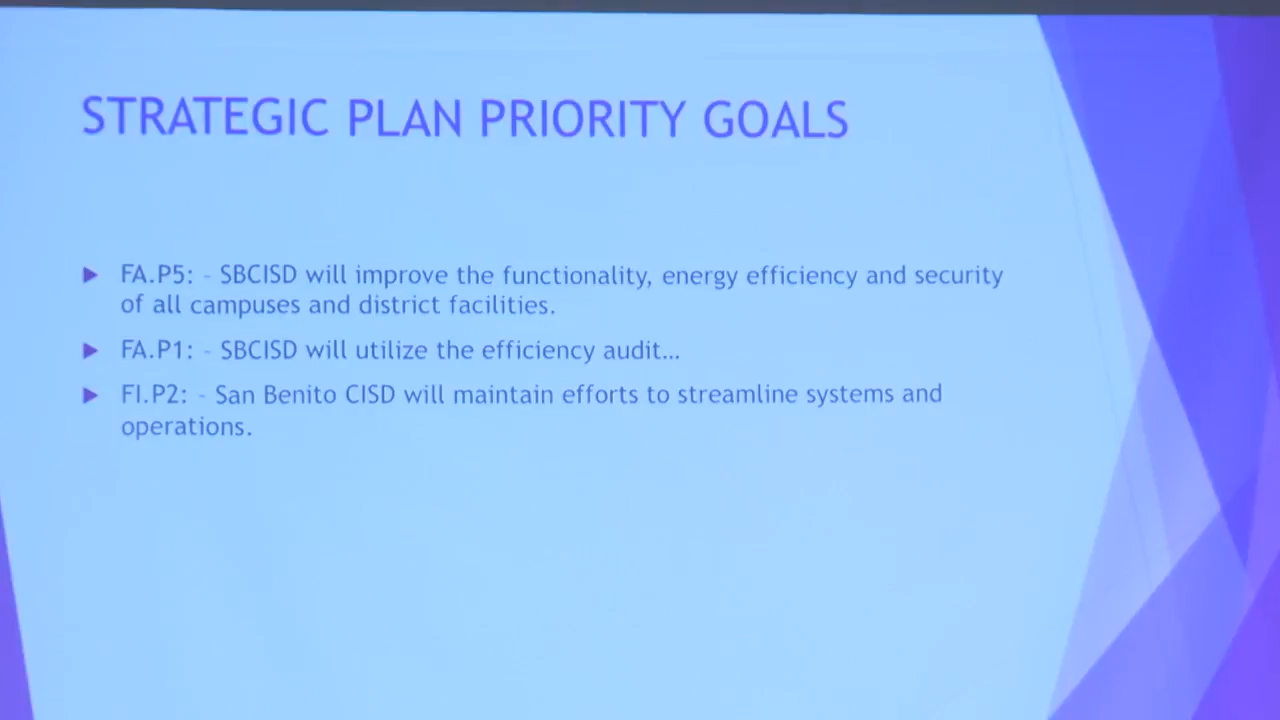 STRATEGIC PLAN PRIORITY GOALS
FA.P5: - SBCISD will improve the functionality, energy efficiency and security
of all campuses and district facilities.
FA.P1: - SBCISD will utilize the efficiency audit...
FI.P2: - San Benito CISD will maintain efforts to streamline systems and
operations.